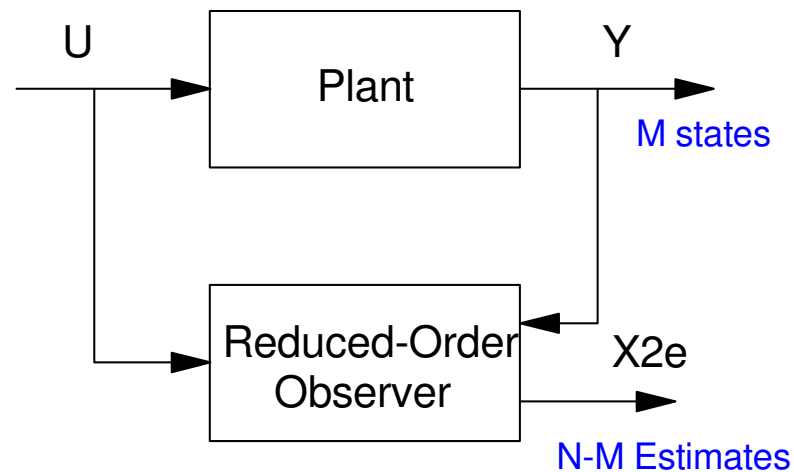 U
Plant
Y
M states
Reduced-Order
Observer
X2e
N-M Estimates